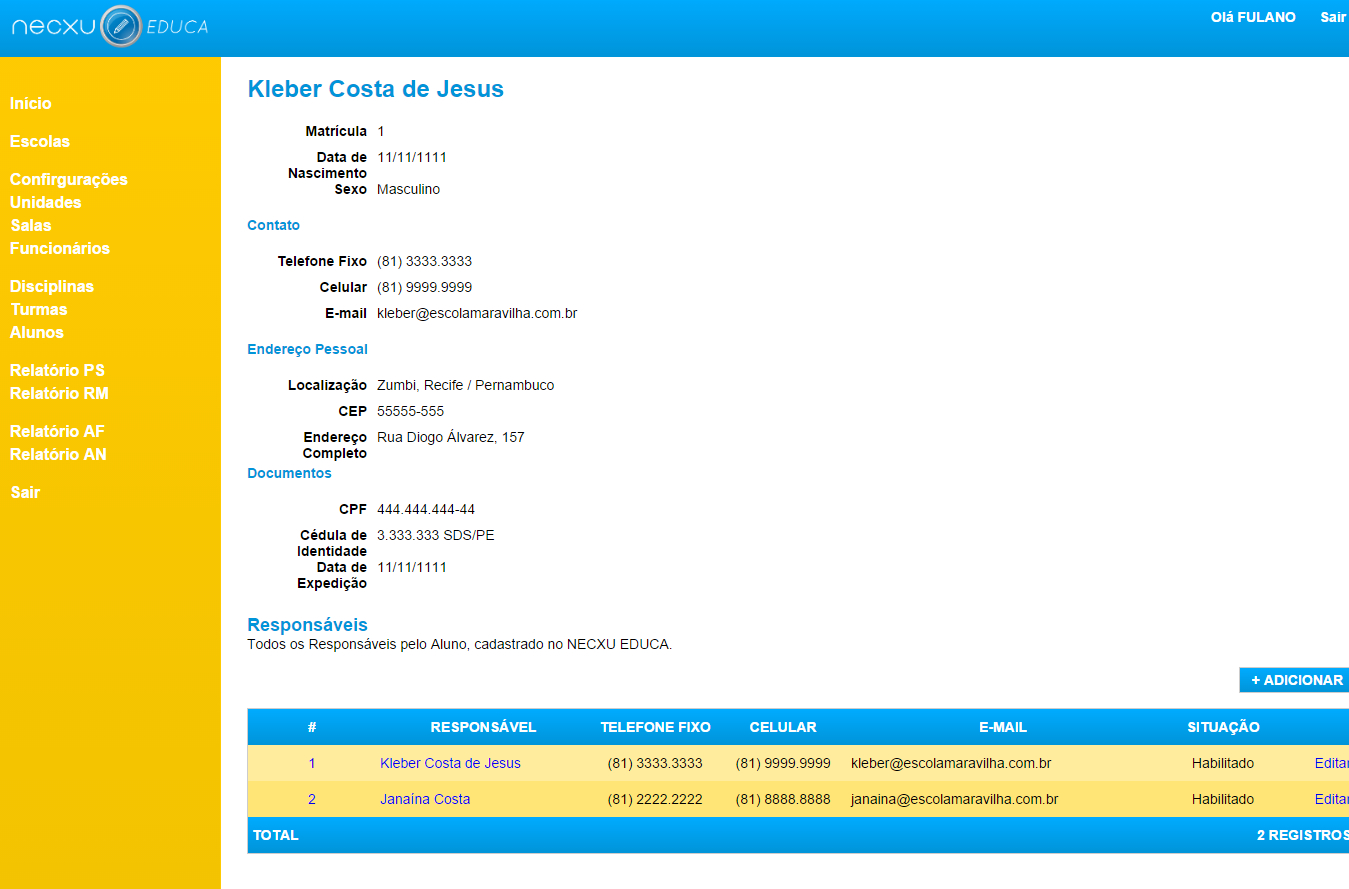 necxu EDUCA
Olá FULANO Sair
Início
Escolas
Confirgurações
Unidades
Salas
Funcionários
Disciplinas
Turmas
Alunos
Relatório PS
Relatório RM
Relatório AF
Relatório AN
Sair
Kleber Costa de Jesus
Matrícula 1
Data de Nascimento 11/11/1111
Sexo Masculino
Contato
Telefone Fixo (81) 3333.3333
Celular (81) 9999.9999
E-mail kleber@escolamaravilha.com.br
Endereço Pessoal
Localização Zumbi, Recife / Pernambuco
CEP 55555-555
Endereço Completo Rua Diogo Álvarez, 157
Documentos
CPF 444.444.444-44
Cédula de Identidade 3.333.333 SDS/PE
Data de Expedição 11/11/1111
Responsáveis
Todos os Responsáveis pelo Aluno, cadastrado no NECXU EDUCA.
+ ADICIONAR
# RESPONSÁVEL TELEFONE FIXO CELULAR E-MAIL SITUAÇÃO
1 Kleber Costa de Jesus (81) 3333.3333 (81) 9999.9999 kleber@escolamaravilha.com.br Habilitado Editar
2 Janaína Costa (81) 2222.2222 (81) 8888.8888 janaina@escolamaravilha.com.br Habilitado Editar
TOTAL 2 REGISTROS